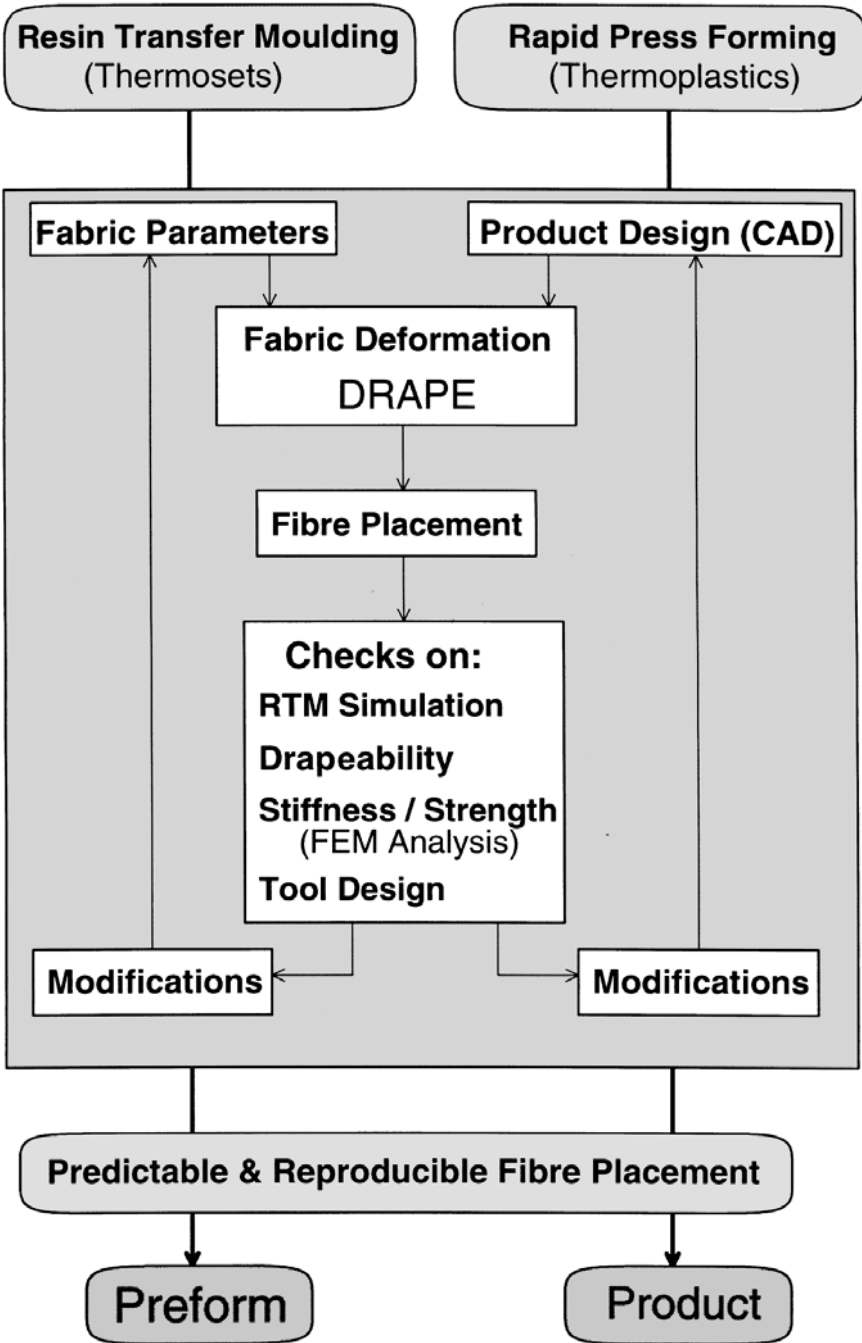 Resin Transfer Moulding
(Thermosets)
Rapid Press Forming
(Thermoplastics)
Fabric Parameters
Product Design (CAD)
Fabric Deformation
DRAPE
Fibre Placement
Checks on:
RTM Simulation
Drapeability
Stiffness / Strength
(FEM Analysis)
Tool Design
Modifications
Modifications
Predictable & Reproducible Fibre Placement
Preform
Product